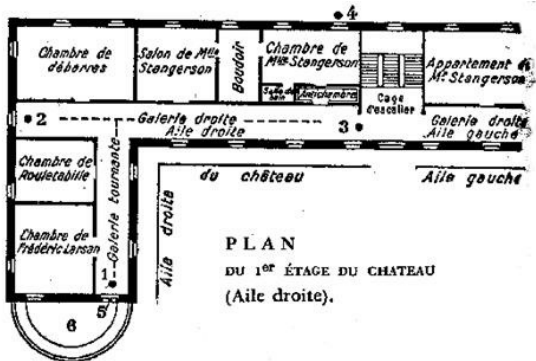 4
Chambre de
débarras
Salon de Mlle
Stangerson
Boudoir
Chambre de
Mlle Stangerson
Salle de
bain
Antichambre
Cage
d'escalier
Appartement de
Mr Stangerson
2
Galerie droite
Aile droite
3
Galerie droite
Aile gauche
Chambre de
Rouletabille
Galerie tournante
Chambre de
Frédéric Larsan
1
5
6
du château
Aile gauche
Aile droite
PLAN
DU 1er ÉTAGE DU CHATEAU
(Aile droite).